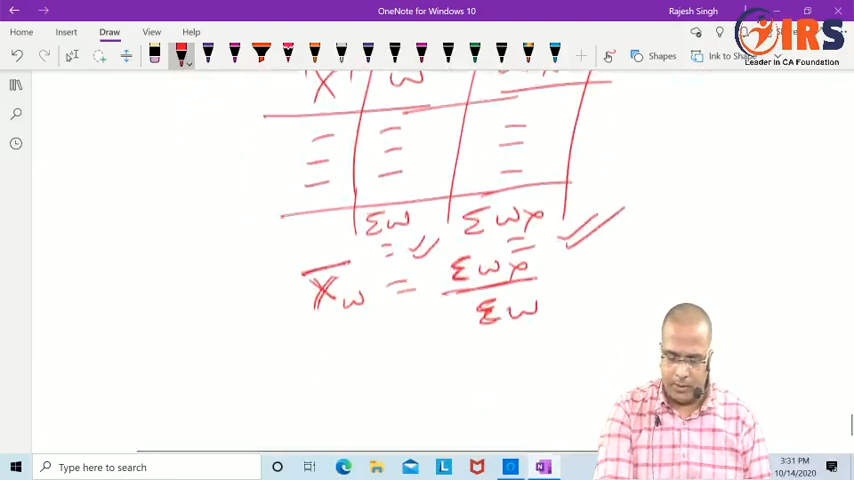 OneNote for Windows 10
Rajesh Singh
Home Insert Draw View Help
IRS
Leader in CA Foundation
Shapes
Ink to Shape
X W
Σw Σwx
X̄w = Σwx / Σw
Type here to search
3:31 PM
10/14/2020